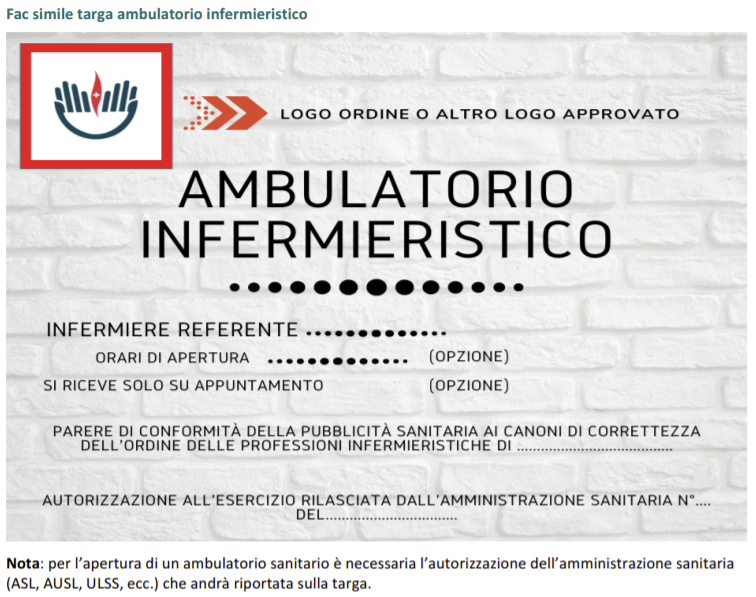 Fac simile targa ambulatorio infermieristico
LOGO ORDINE O ALTRO LOGO APPROVATO
AMBULATORIO
INFERMIERISTICO
INFERMIERE REFERENTE ..............
ORARI DI APERTURA .............. (OPZIONE)
SI RICEVE SOLO SU APPUNTAMENTO (OPZIONE)
PARERE DI CONFORMITÀ DELLA PUBBLICITÀ SANITARIA AI CANONI DI CORRETTEZZA
DELL'ORDINE DELLE PROFESSIONI INFERMIERISTICHE DI .......................................
AUTORIZZAZIONE ALL'ESERCIZIO RILASCIATA DALL'AMMINISTRAZIONE SANITARIA N°....
DEL.................................
Nota: per l'apertura di un ambulatorio sanitario è necessaria l'autorizzazione dell'amministrazione sanitaria
(ASL, AUSL, ULSS, ecc.) che andrà riportata sulla targa.